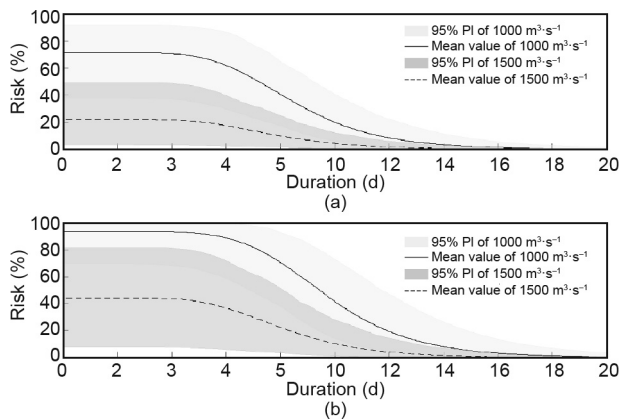 100
80
60
40
20
0
Risk (%)
95% PI of 1000 m³·s⁻¹
Mean value of 1000 m³·s⁻¹
95% PI of 1500 m³·s⁻¹
Mean value of 1500 m³·s⁻¹
0 2 3 4 5 10 12 14 16 18 20
Duration (d)
(a)
100
80
60
40
20
0
Risk (%)
95% PI of 1000 m³·s⁻¹
Mean value of 1000 m³·s⁻¹
95% PI of 1500 m³·s⁻¹
Mean value of 1500 m³·s⁻¹
0 2 3 4 5 10 12 14 16 18 20
Duration (d)
(b)